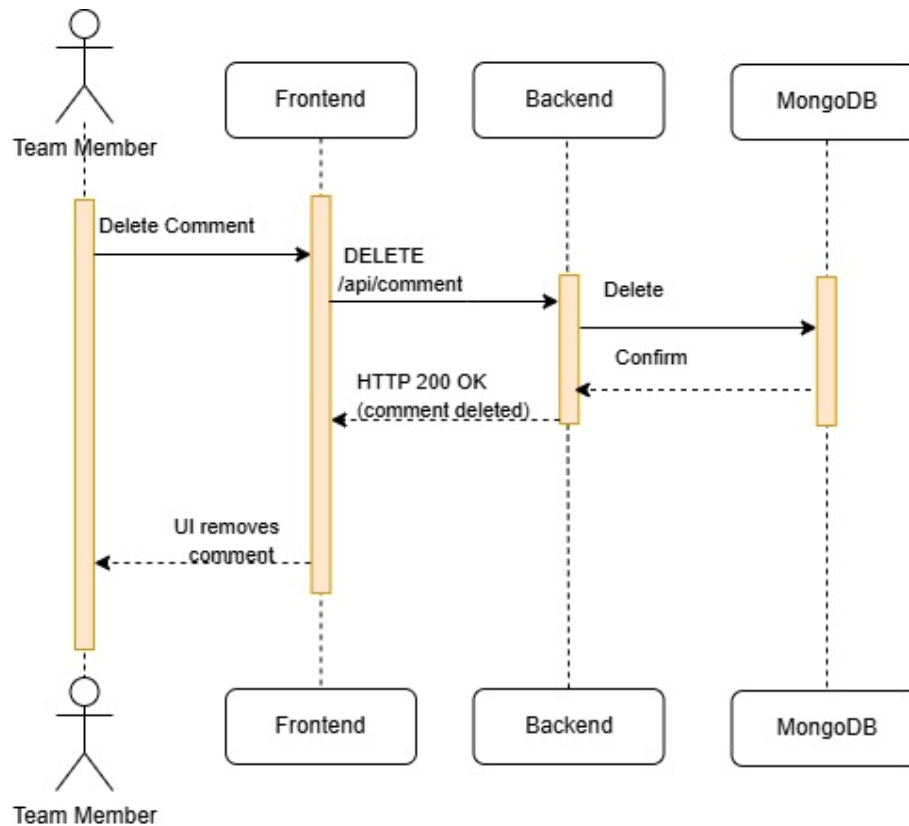 Team Member
Frontend
Backend
MongoDB
Delete Comment
DELETE
/api/comment
Delete
Confirm
HTTP 200 OK
(comment deleted)
UI removes
comment
Team Member
Frontend
Backend
MongoDB